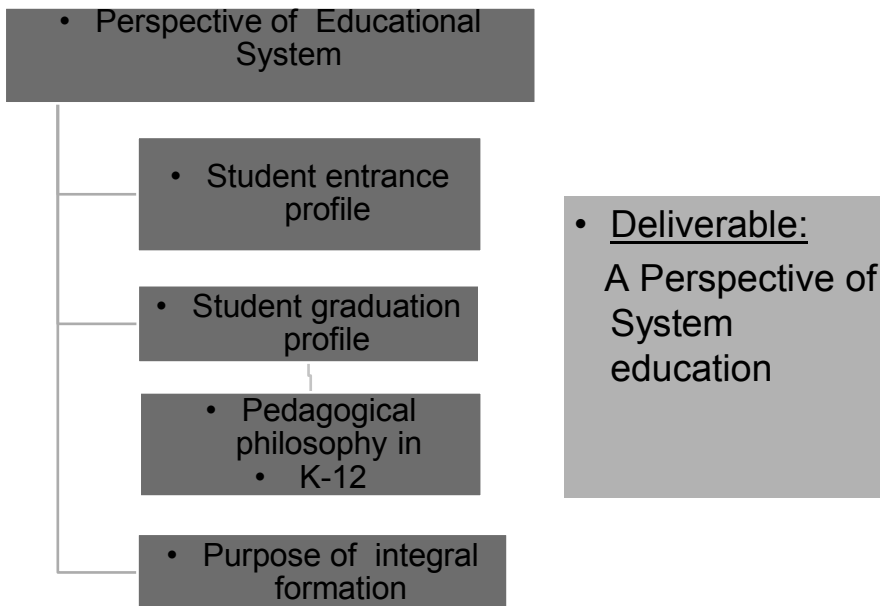 • Perspective of Educational
System
• Student entrance
profile
• Student graduation
profile
• Pedagogical
philosophy in
• K-12
• Purpose of integral
formation
• Deliverable:
A Perspective of
System
education